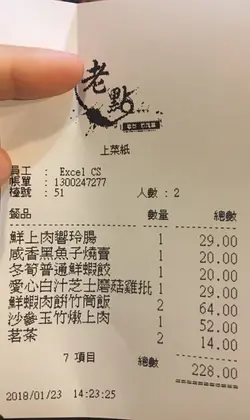 老點
上菜紙
員工 : Excel CS
帳單 : 1300247277
檯號 : 51 人數 : 2
餐品 數量 總數
鮮上肉響玲腸 1 29.00
咸香黑魚子燒賣 1 20.00
冬筍普通鮮蝦餃 1 20.00
愛心白汁芝士磨菇雞批 1 29.00
鮮蝦肉餅竹筒飯 2 64.00
沙參玉竹燉上肉 1 52.00
茗茶 2 14.00
7 項目 總數 228.00
2018/01/23 14:23:25